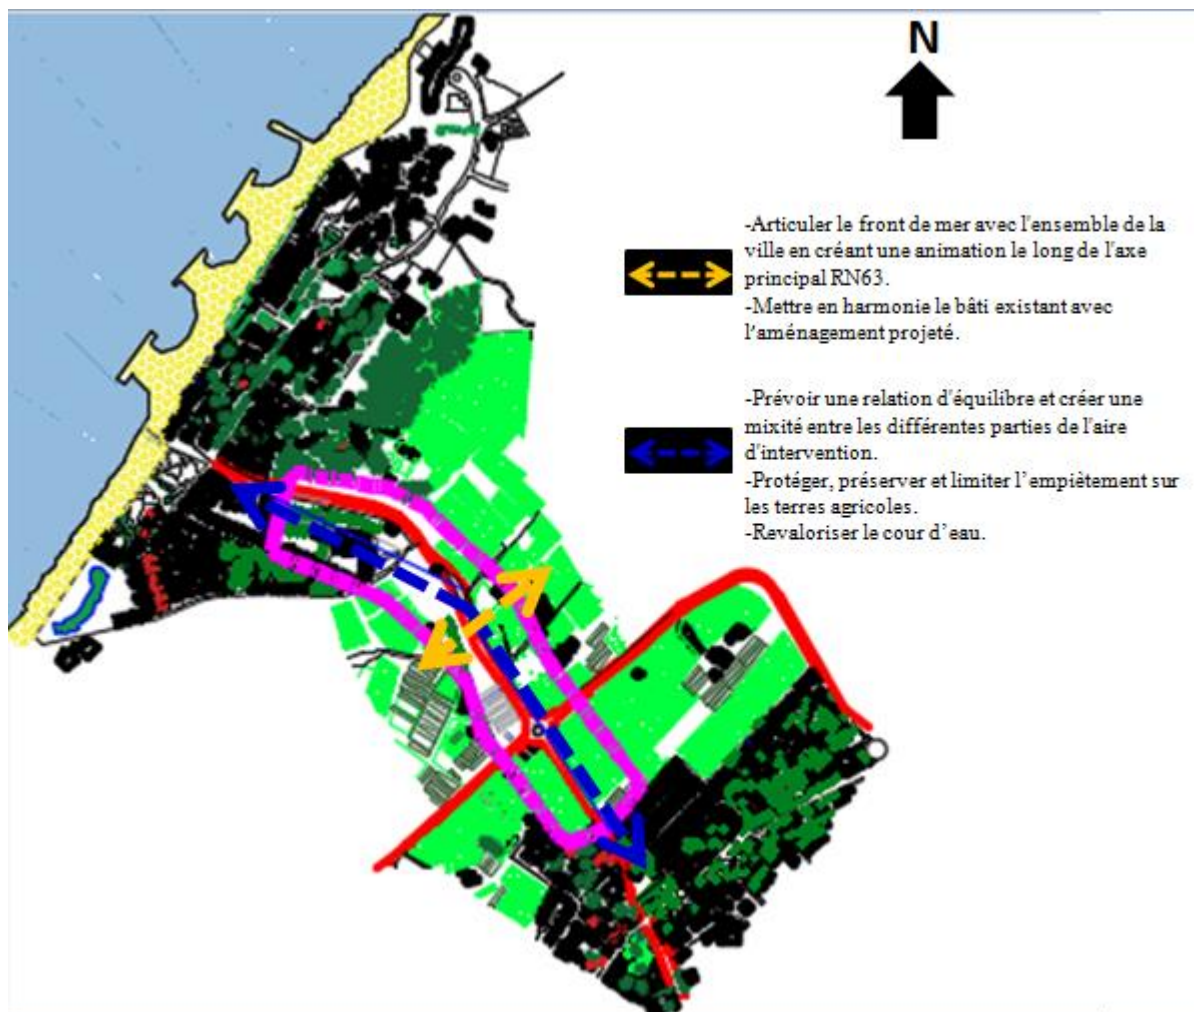 N
-Articuler le front de mer avec l'ensemble de la
ville en créant une animation le long de l'axe
principal RN63.
-Mettre en harmonie le bâti existant avec
l'aménagement projeté.
-Prévoir une relation d'équilibre et créer une
mixité entre les différentes parties de l'aire
d'intervention.
-Protéger, préserver et limiter l’empiètement sur
les terres agricoles.
-Revaloriser le cour d’eau.